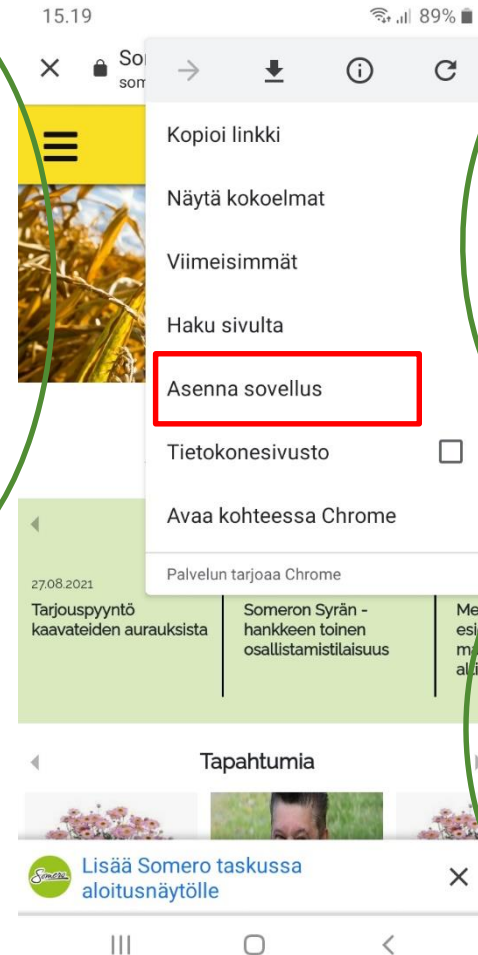 15.19
89%
So
som
Kopioi linkki
Näytä kokoelmat
Viimeisimmät
Haku sivulta
Asenna sovellus
Tietokonesivusto
Avaa kohteessa Chrome
Palvelun tarjoaa Chrome
27.08.2021
Tarjouspyyntö
kaavateiden aurauksista
Someron Syrän -
hankkeen toinen
osallistamistilaisuus
Me
esi
Tapahtumia
Somero
Lisää Somero taskussa
aloitusnäytölle